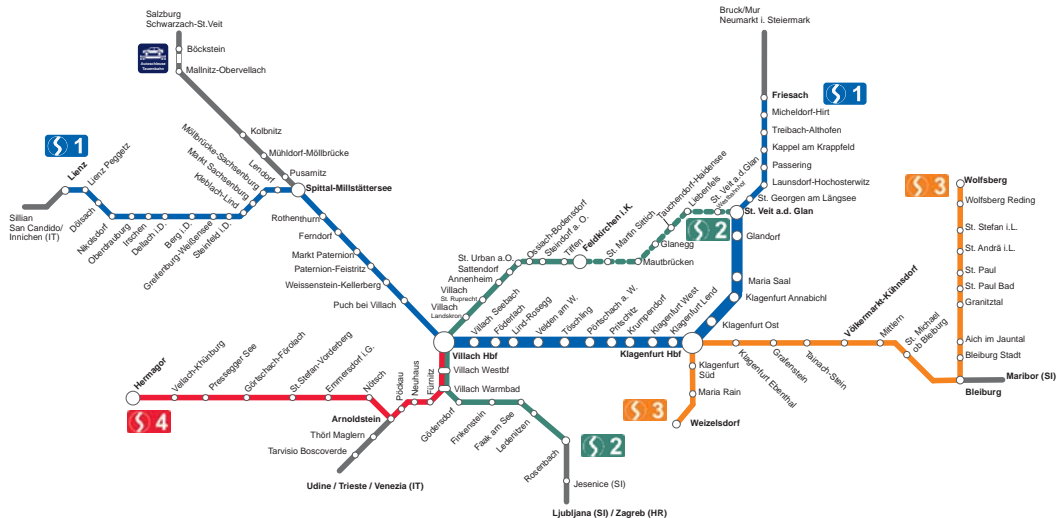 Salzburg
Schwarzach-St.Veit
Böckstein
Autoschleuse
Tauernbahn
Mallnitz-Obervellach
Kolbnitz
Mühldorf-Möllbrücke
Pusarnitz
Spittal-Millstättersee
S 1
Lienz
Lienz Peggetz
Sillian
San Candido/
Innichen (IT)
Dölsach
Nikolsdorf
Oberdrauburg
Irschen
Dellach i.D.
Berg i.D.
Greifenburg-Weißensee
Steinfeld i.D.
Kleblach-Lind
Markt Sachsenburg
Möllbrücke-Sachsenburg
Lendorf
Rothenthurn
Ferndorf
Markt Paternion
Paternion-Feistritz
Weissenstein-Kellerberg
Puch bei Villach
Villach Hbf
Villach Westbf
Villach Warmbad
Villach
Landskron
Villach
St. Ruprecht
Annenheim
Sattendorf
St. Urban a.O.
Ossiach-Bodensdorf
Steindorf a.O.
Tiffen
Feldkirchen i.K.
St. Martin Sittich
Mautbrücken
Glanegg
Tauchendorf-Haidensee
Liebenfels
St. Veit a.d.Glan
Westbahnhof
S 2
St. Veit a.d. Glan
Bruck/Mur
Neumarkt i. Steiermark
Friesach
S 1
Micheldorf-Hirt
Treibach-Althofen
Kappel am Krappfeld
Passering
Launsdorf-Hochosterwitz
St. Georgen am Längsee
Glandorf
Maria Saal
Klagenfurt Annabichl
Klagenfurt Ost
Villach Seebach
Föderlach
Lind-Rosegg
Velden am W.
Töschling
Pörtschach a. W.
Pritschitz
Krumpendorf
Klagenfurt West
Klagenfurt Lend
Klagenfurt Hbf
Klagenfurt
Süd
Maria Rain
S 3
Weizelsdorf
Klagenfurt Ebenthal
Grafenstein
Tainach-Stein
Völkermarkt-Kühnsdorf
Mittlern
St. Michael
ob Bleiburg
Bleiburg
Maribor (SI)
Bleiburg Stadt
Aich im Jauntal
Granitztal
St. Paul Bad
St. Paul
St. Andrä i.L.
St. Stefan i.L.
Wolfsberg Reding
Wolfsberg
S 3
Hermagor
S 4
Vellach-Khünburg
Pressegger See
Görtschach-Förolach
St.Stefan-Vorderberg
Emmersdorf i.G.
Nötsch
Arnoldstein
Pöckau
Neuhaus
Fürnitz
Thörl Maglern
Tarvisio Boscoverde
Udine / Trieste / Venezia (IT)
Gödersdorf
Finkenstein
Faak am See
Ledenitzen
Rosenbach
S 2
Jesenice (SI)
Ljubljana (SI) / Zagreb (HR)